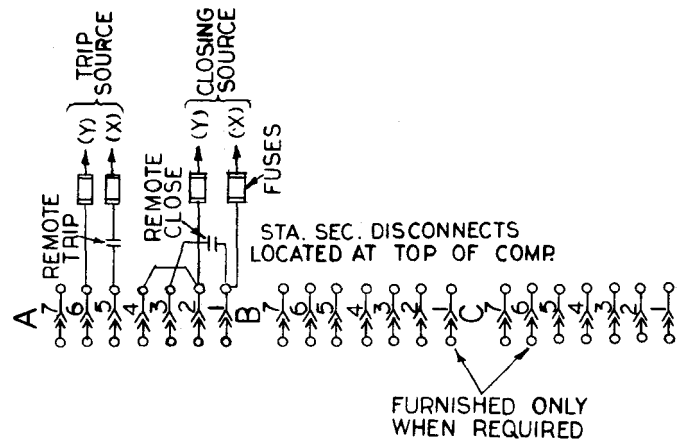 TRIP
SOURCE
CLOSING
SOURCE
(Y)
(X)
(Y)
(X)
REMOTE
TRIP
REMOTE
CLOSE
FUSES
STA. SEC. DISCONNECTS
LOCATED AT TOP OF COMP.
A
7
6
5
4
3
2
1
B
7
6
5
4
3
2
1
C
7
6
5
4
3
2
1
FURNISHED ONLY
WHEN REQUIRED